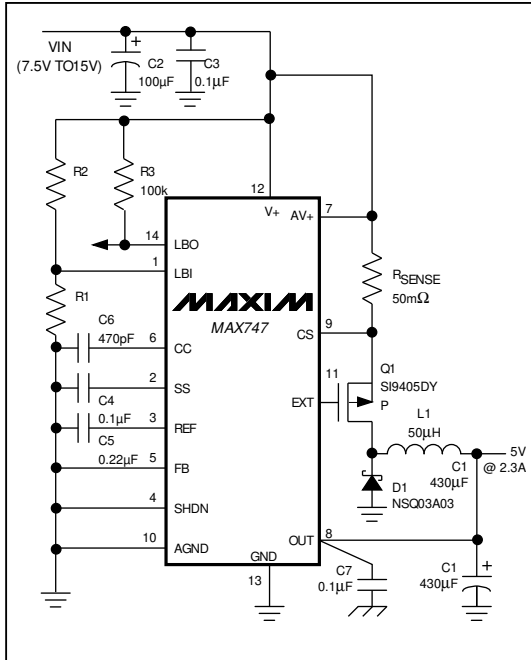 VIN
(7.5V TO15V)
+
C2
100µF
C3
0.1µF
R2
R3
100k
12
V+
7
AV+
14
LBO
1
LBI
RSENSE
50mΩ
R1
MAXIM
MAX747
C6
470pF
6
CC
9
CS
2
SS
C4
0.1µF
11
EXT
Q1
SI9405DY
P
3
REF
C5
0.22µF
L1
50µH
5
FB
5V
@ 2.3A
C1
430µF
4
SHDN
D1
NSQ03A03
10
AGND
OUT
8
GND
13
C7
0.1µF
C1
430µF
+